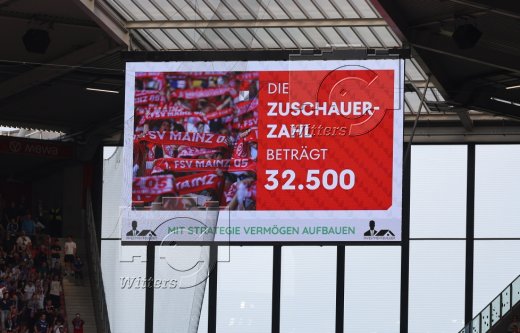 mewa
DIE
ZUSCHAUER-
ZAHL
BETRÄGT
32.500
FSV MAINZ 05
1. FSV MAINZ
05
MIT STRATEGIE VERMÖGEN AUFBAUEN
Witters
Witters